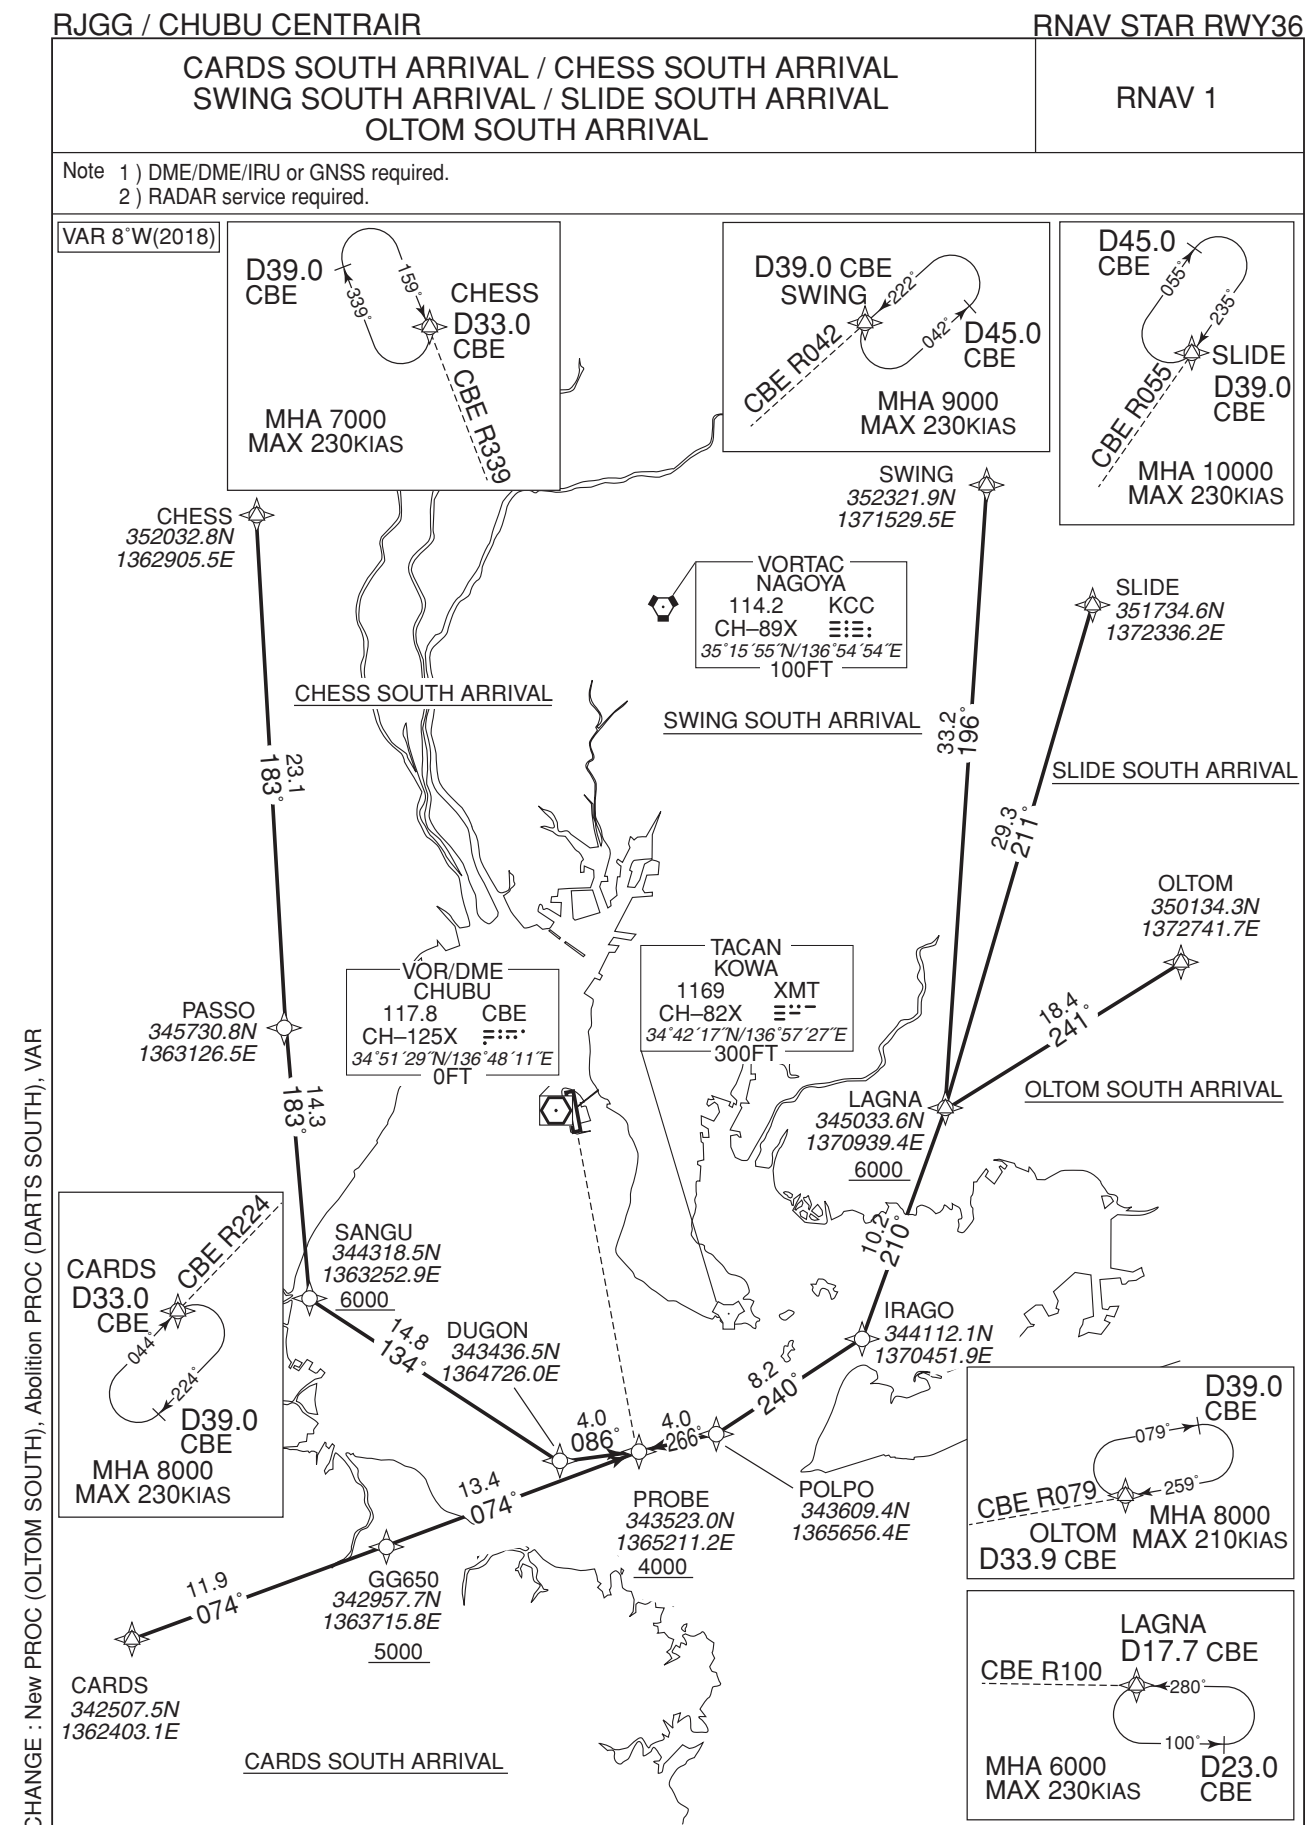 RJGG / CHUBU CENTRAIR
RNAV STAR RWY36
CARDS SOUTH ARRIVAL / CHESS SOUTH ARRIVAL
SWING SOUTH ARRIVAL / SLIDE SOUTH ARRIVAL
OLTOM SOUTH ARRIVAL
RNAV 1
Note 1 ) DME/DME/IRU or GNSS required.
2 ) RADAR service required.
VAR 8°W(2018)
D39.0
CBE
159°
339°
CHESS
D33.0
CBE
CBE R339
MHA 7000
MAX 230KIAS
D39.0 CBE
SWING
222°
042°
D45.0
CBE
CBE R042
MHA 9000
MAX 230KIAS
D45.0
CBE
055°
235°
SLIDE
D39.0
CBE
CBE R055
MHA 10000
MAX 230KIAS
CHESS
352032.8N
1362905.5E
SWING
352321.9N
1371529.5E
VORTAC
NAGOYA
114.2 KCC
CH–89X
35°15´55˝N/136°54´54˝E
100FT
SLIDE
351734.6N
1372336.2E
CHESS SOUTH ARRIVAL
SWING SOUTH ARRIVAL
33.2
196°
23.1
183°
SLIDE SOUTH ARRIVAL
29.3
211°
OLTOM
350134.3N
1372741.7E
VOR/DME
CHUBU
117.8 CBE
CH–125X
34°51´29˝N/136°48´11˝E
0FT
TACAN
KOWA
1169 XMT
CH–82X
34°42´17˝N/136°57´27˝E
300FT
PASSO
345730.8N
1363126.5E
18.4
241°
14.3
183°
LAGNA
345033.6N
1370939.4E
6000
OLTOM SOUTH ARRIVAL
CARDS
D33.0
CBE
CBE R224
044°
224°
D39.0
CBE
MHA 8000
MAX 230KIAS
SANGU
344318.5N
1363252.9E
6000
10.2
210°
14.8
134°
DUGON
343436.5N
1364726.0E
IRAGO
344112.1N
1370451.9E
8.2
240°
4.0
086°
4.0
266°
13.4
074°
PROBE
343523.0N
1365211.2E
4000
POLPO
343609.4N
1365656.4E
D39.0
CBE
079°
259°
CBE R079
OLTOM
D33.9 CBE
MHA 8000
MAX 210KIAS
11.9
074°
GG650
342957.7N
1363715.8E
5000
CARDS
342507.5N
1362403.1E
CARDS SOUTH ARRIVAL
LAGNA
D17.7 CBE
CBE R100
280°
100°
D23.0
CBE
MHA 6000
MAX 230KIAS
CHANGE : New PROC (OLTOM SOUTH), Abolition PROC (DARTS SOUTH), VAR